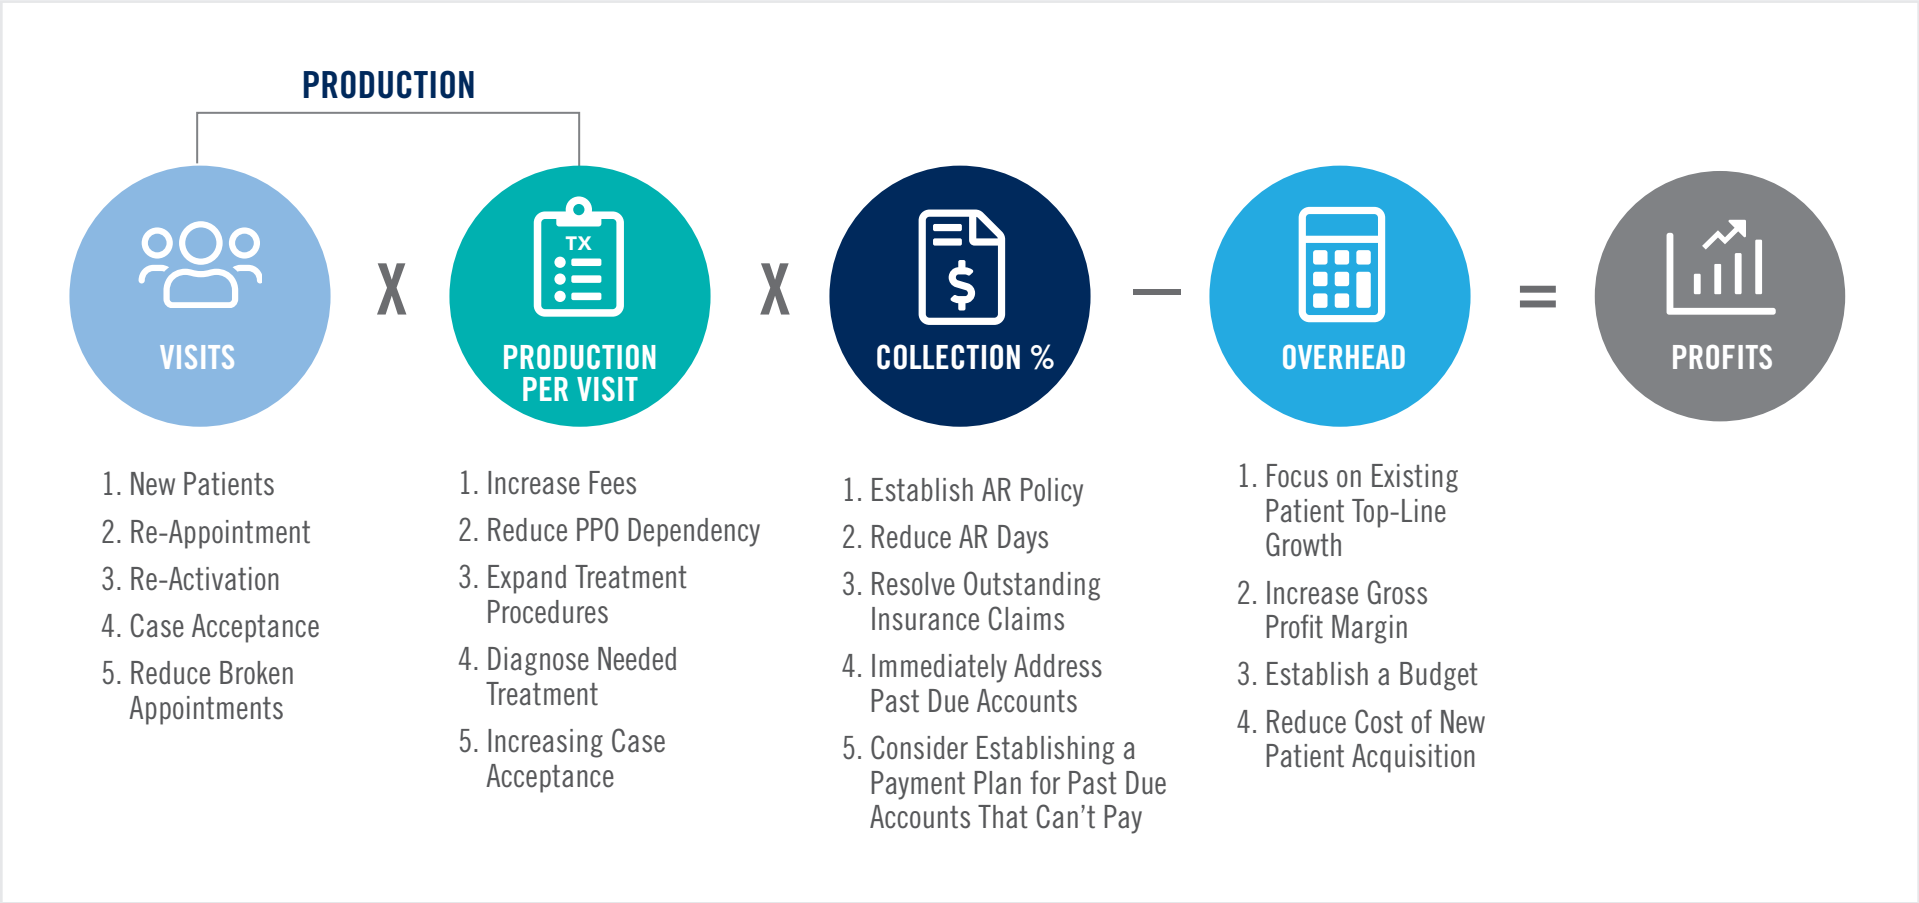 PRODUCTION
VISITS
X
TX
PRODUCTION
PER VISIT
X
$
COLLECTION %
—
OVERHEAD
=
PROFITS
1. New Patients
2. Re-Appointment
3. Re-Activation
4. Case Acceptance
5. Reduce Broken
Appointments
1. Increase Fees
2. Reduce PPO Dependency
3. Expand Treatment
Procedures
4. Diagnose Needed
Treatment
5. Increasing Case
Acceptance
1. Establish AR Policy
2. Reduce AR Days
3. Resolve Outstanding
Insurance Claims
4. Immediately Address
Past Due Accounts
5. Consider Establishing a
Payment Plan for Past Due
Accounts That Can’t Pay
1. Focus on Existing
Patient Top-Line
Growth
2. Increase Gross
Profit Margin
3. Establish a Budget
4. Reduce Cost of New
Patient Acquisition